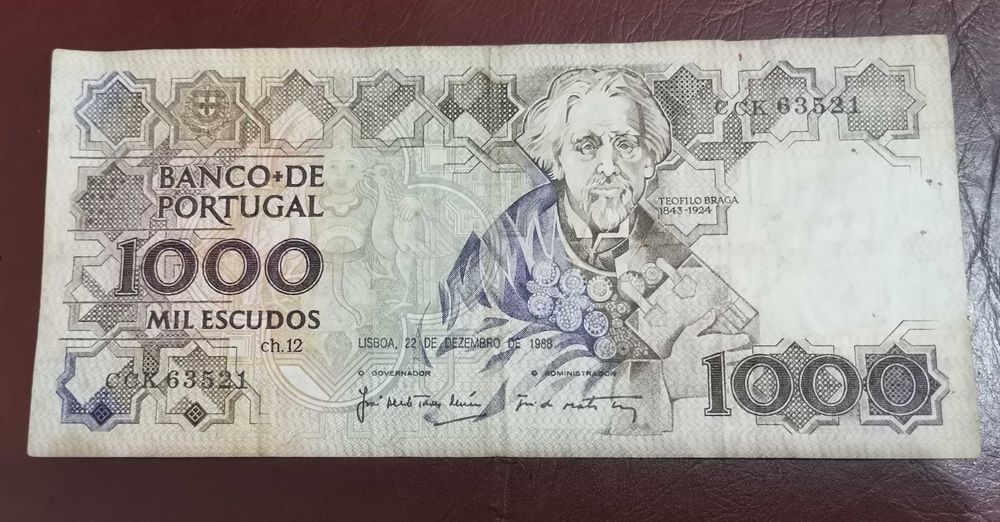 CCK 63521
BANCO DE
PORTUGAL
1000
MIL ESCUDOS
ch.12
TEOFILO BRAGA
1843-1924
LISBOA, 22 DE DEZEMBRO DE 1988
O GOVERNADOR
O ADMINISTRADOR
CCK 63521
1000